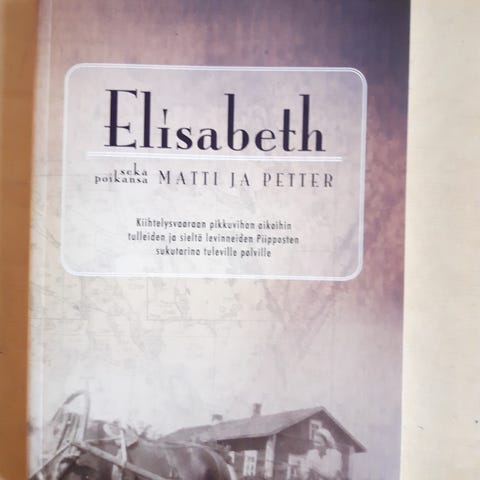 Elisabeth
seka poikansa MATTI JA PETTER
Kiihtelysvaaraan pikkuvihan aikoihin
tulleiden ja sieltä levinneiden Piipposten
sukutarina tuleville polville